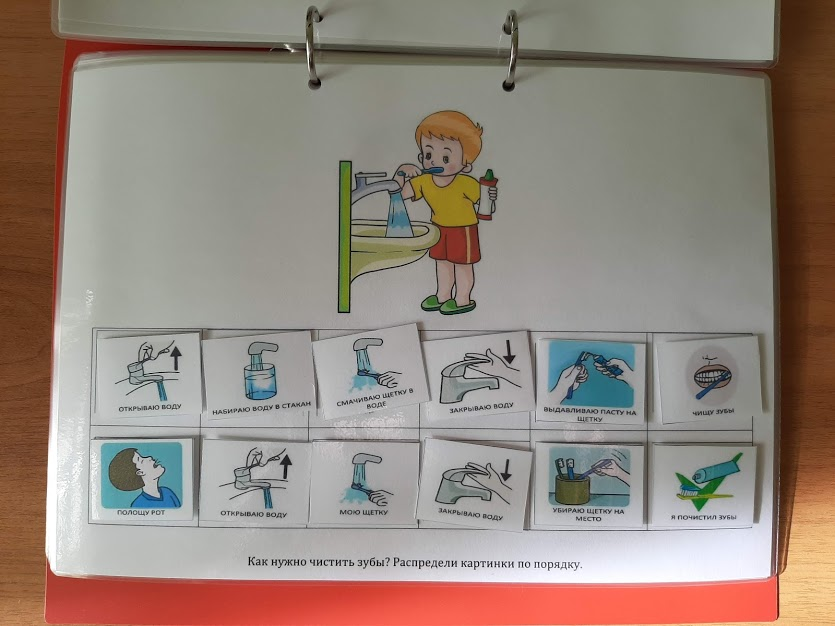 ОТКРЫВАЮ ВОДУ
НАБИРАЮ ВОДУ В СТАКАН
СМАЧИВАЮ ЩЕТКУ В
ВОДЕ
ЗАКРЫВАЮ ВОДУ
ВЫДАВЛИВАЮ ПАСТУ НА
ЩЕТКУ
ЧИЩУ ЗУБЫ
ПОЛОЩУ РОТ
ОТКРЫВАЮ ВОДУ
МОЮ ЩЕТКУ
ЗАКРЫВАЮ ВОДУ
УБИРАЮ ЩЕТКУ НА
МЕСТО
Я ПОЧИСТИЛ ЗУБЫ
Как нужно чистить зубы? Распредели картинки по порядку.